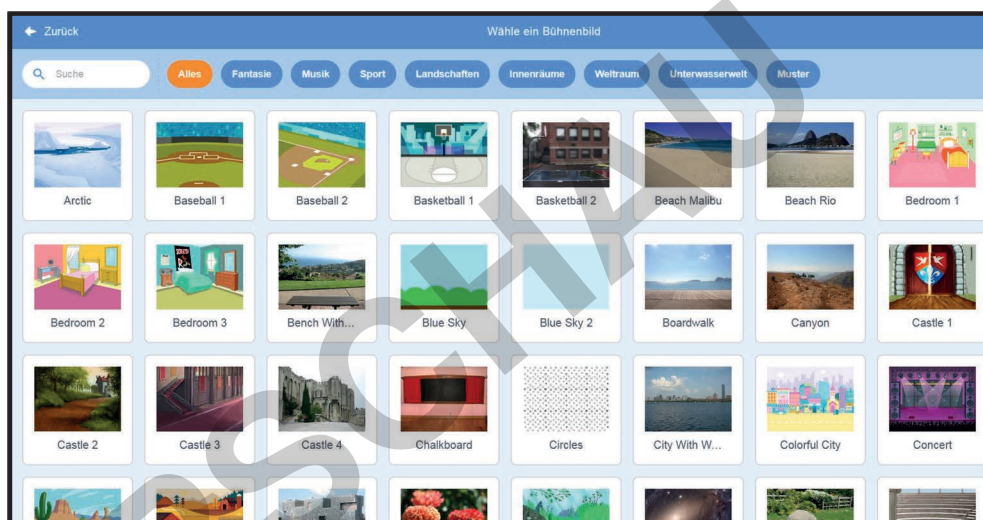 Zurück
Wähle ein Bühnenbild
Suche
Alles Fantasie Musik Sport Landschaften Innenräume Weltraum Unterwasserwelt Muster
Arctic Baseball 1 Baseball 2 Basketball 1 Basketball 2 Beach Malibu Beach Rio Bedroom 1
Bedroom 2 Bedroom 3 Bench With... Blue Sky Blue Sky 2 Boardwalk Canyon Castle 1
Castle 2 Castle 3 Castle 4 Chalkboard Circles City With W... Colorful City Concert
SCHAU